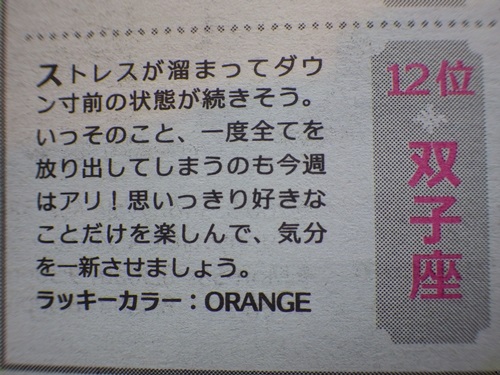 12位
双子座
ストレスが溜まってダウ
ン寸前の状態が続きそう。
いっそのこと、一度全てを
放り出してしまうのも今週
はアリ！思いっきり好きな
ことだけを楽しんで、気分
を一新させましょう。
ラッキーカラー：ORANGE